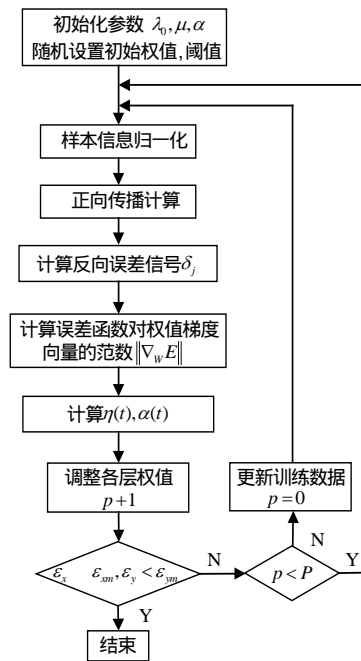 初始化参数 λ₀,μ,α
随机设置初始权值,阈值
样本信息归一化
正向传播计算
计算反向误差信号δⱼ
计算误差函数对权值梯度
向量的范数‖∇_W E‖
计算η(t),α(t)
调整各层权值
p+1
更新训练数据
p=0
N
ε_x ε_xm,ε_y < ε_ym
N
p<P
Y
Y
结束